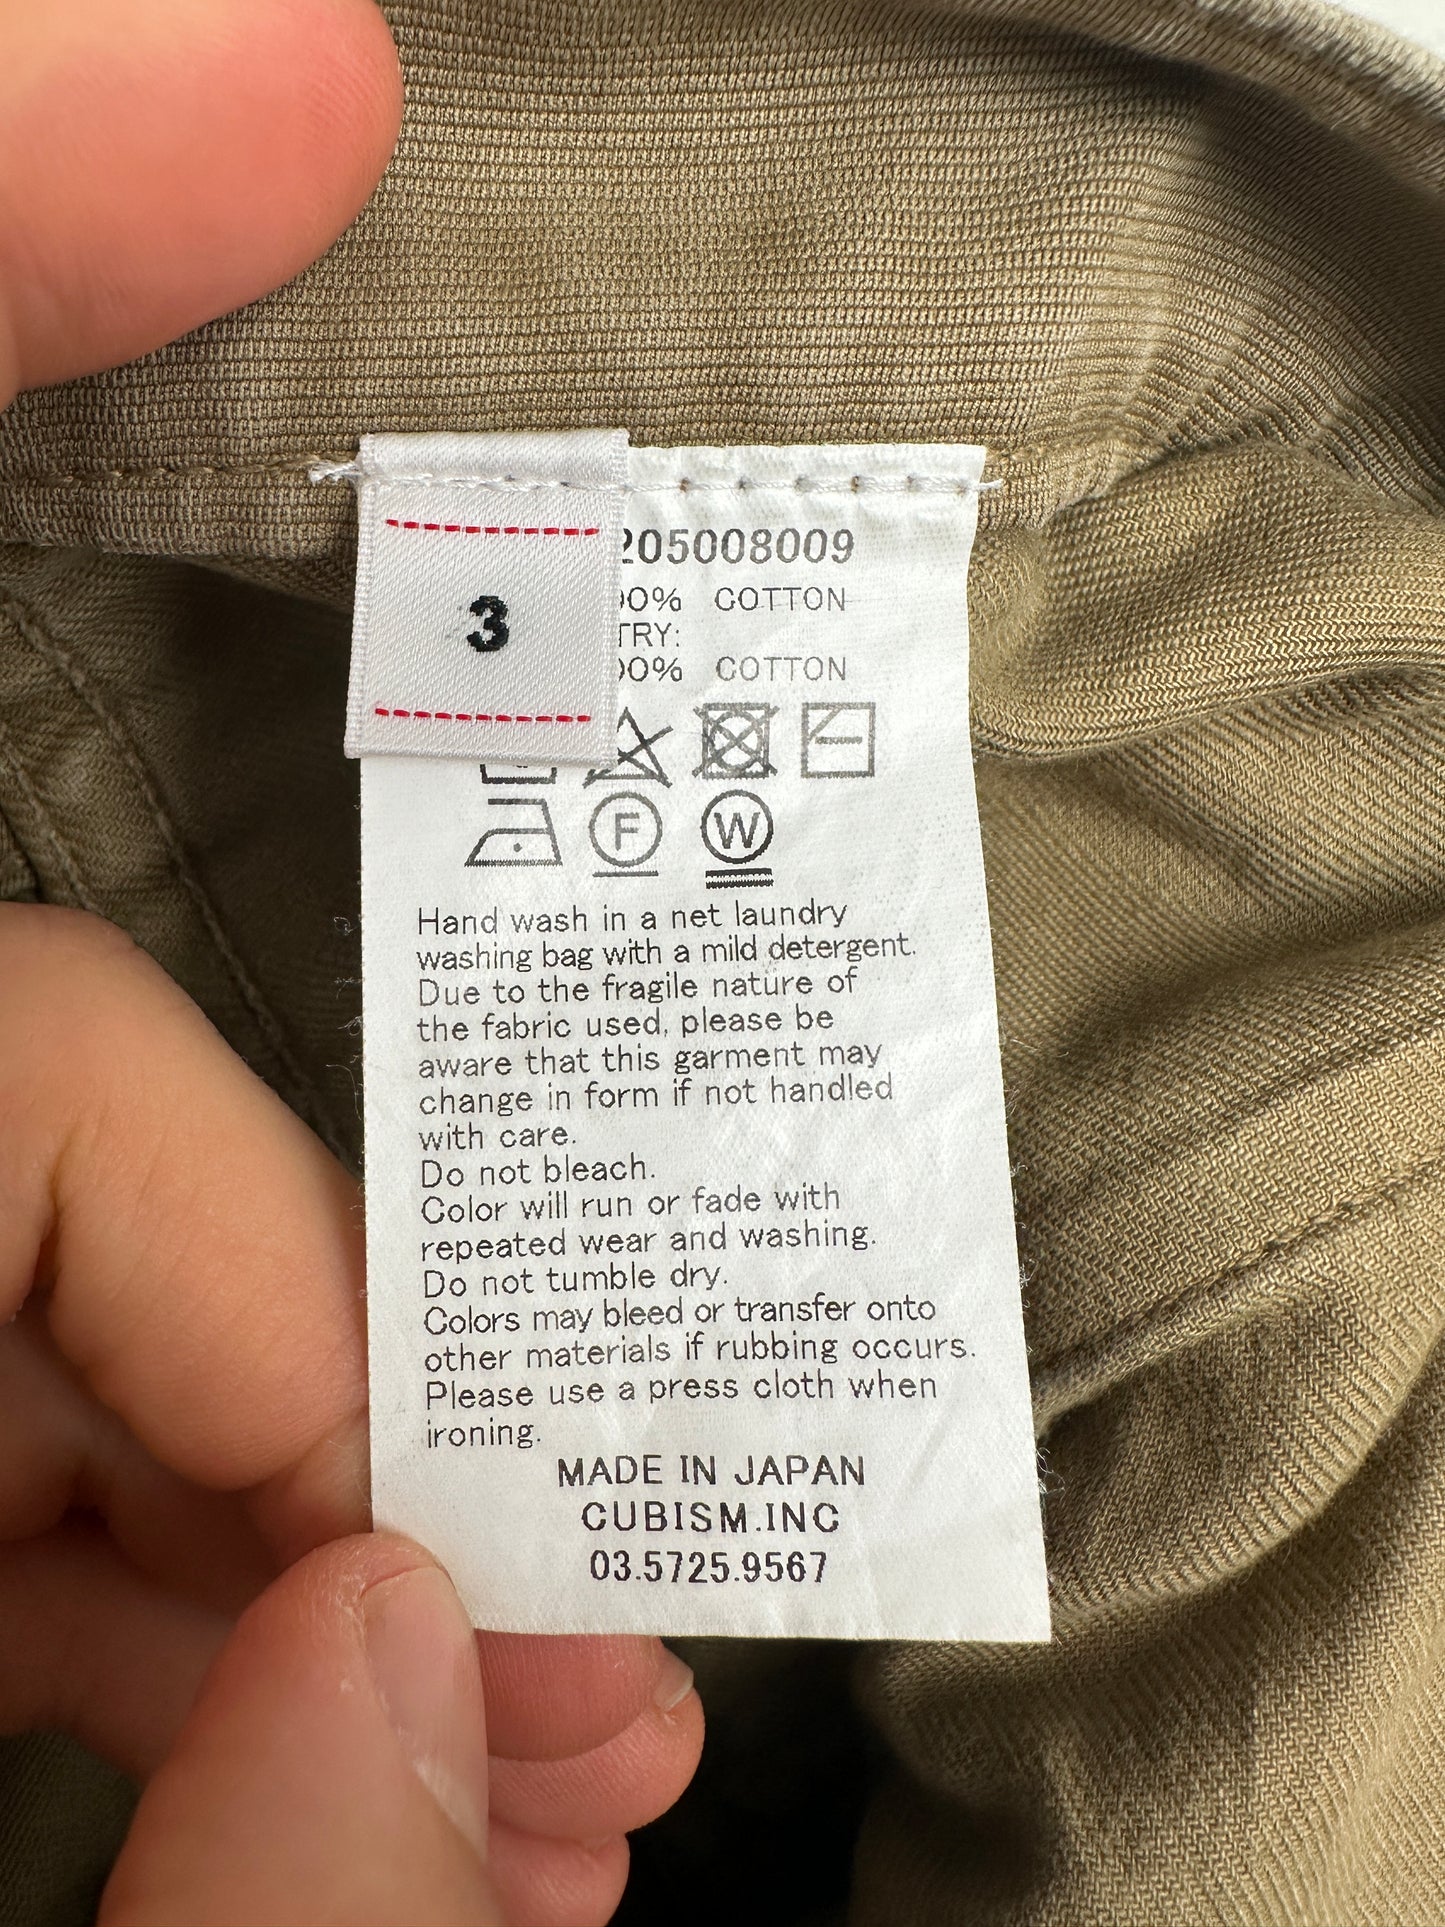 3
205008009
00% COTTON
TRY:
00% COTTON
F
W
Hand wash in a net laundry
washing bag with a mild detergent.
Due to the fragile nature of
the fabric used, please be
aware that this garment may
change in form if not handled
with care.
Do not bleach.
Color will run or fade with
repeated wear and washing.
Do not tumble dry.
Colors may bleed or transfer onto
other materials if rubbing occurs.
Please use a press cloth when
ironing.
MADE IN JAPAN
CUBISM.INC
03.5725.9567